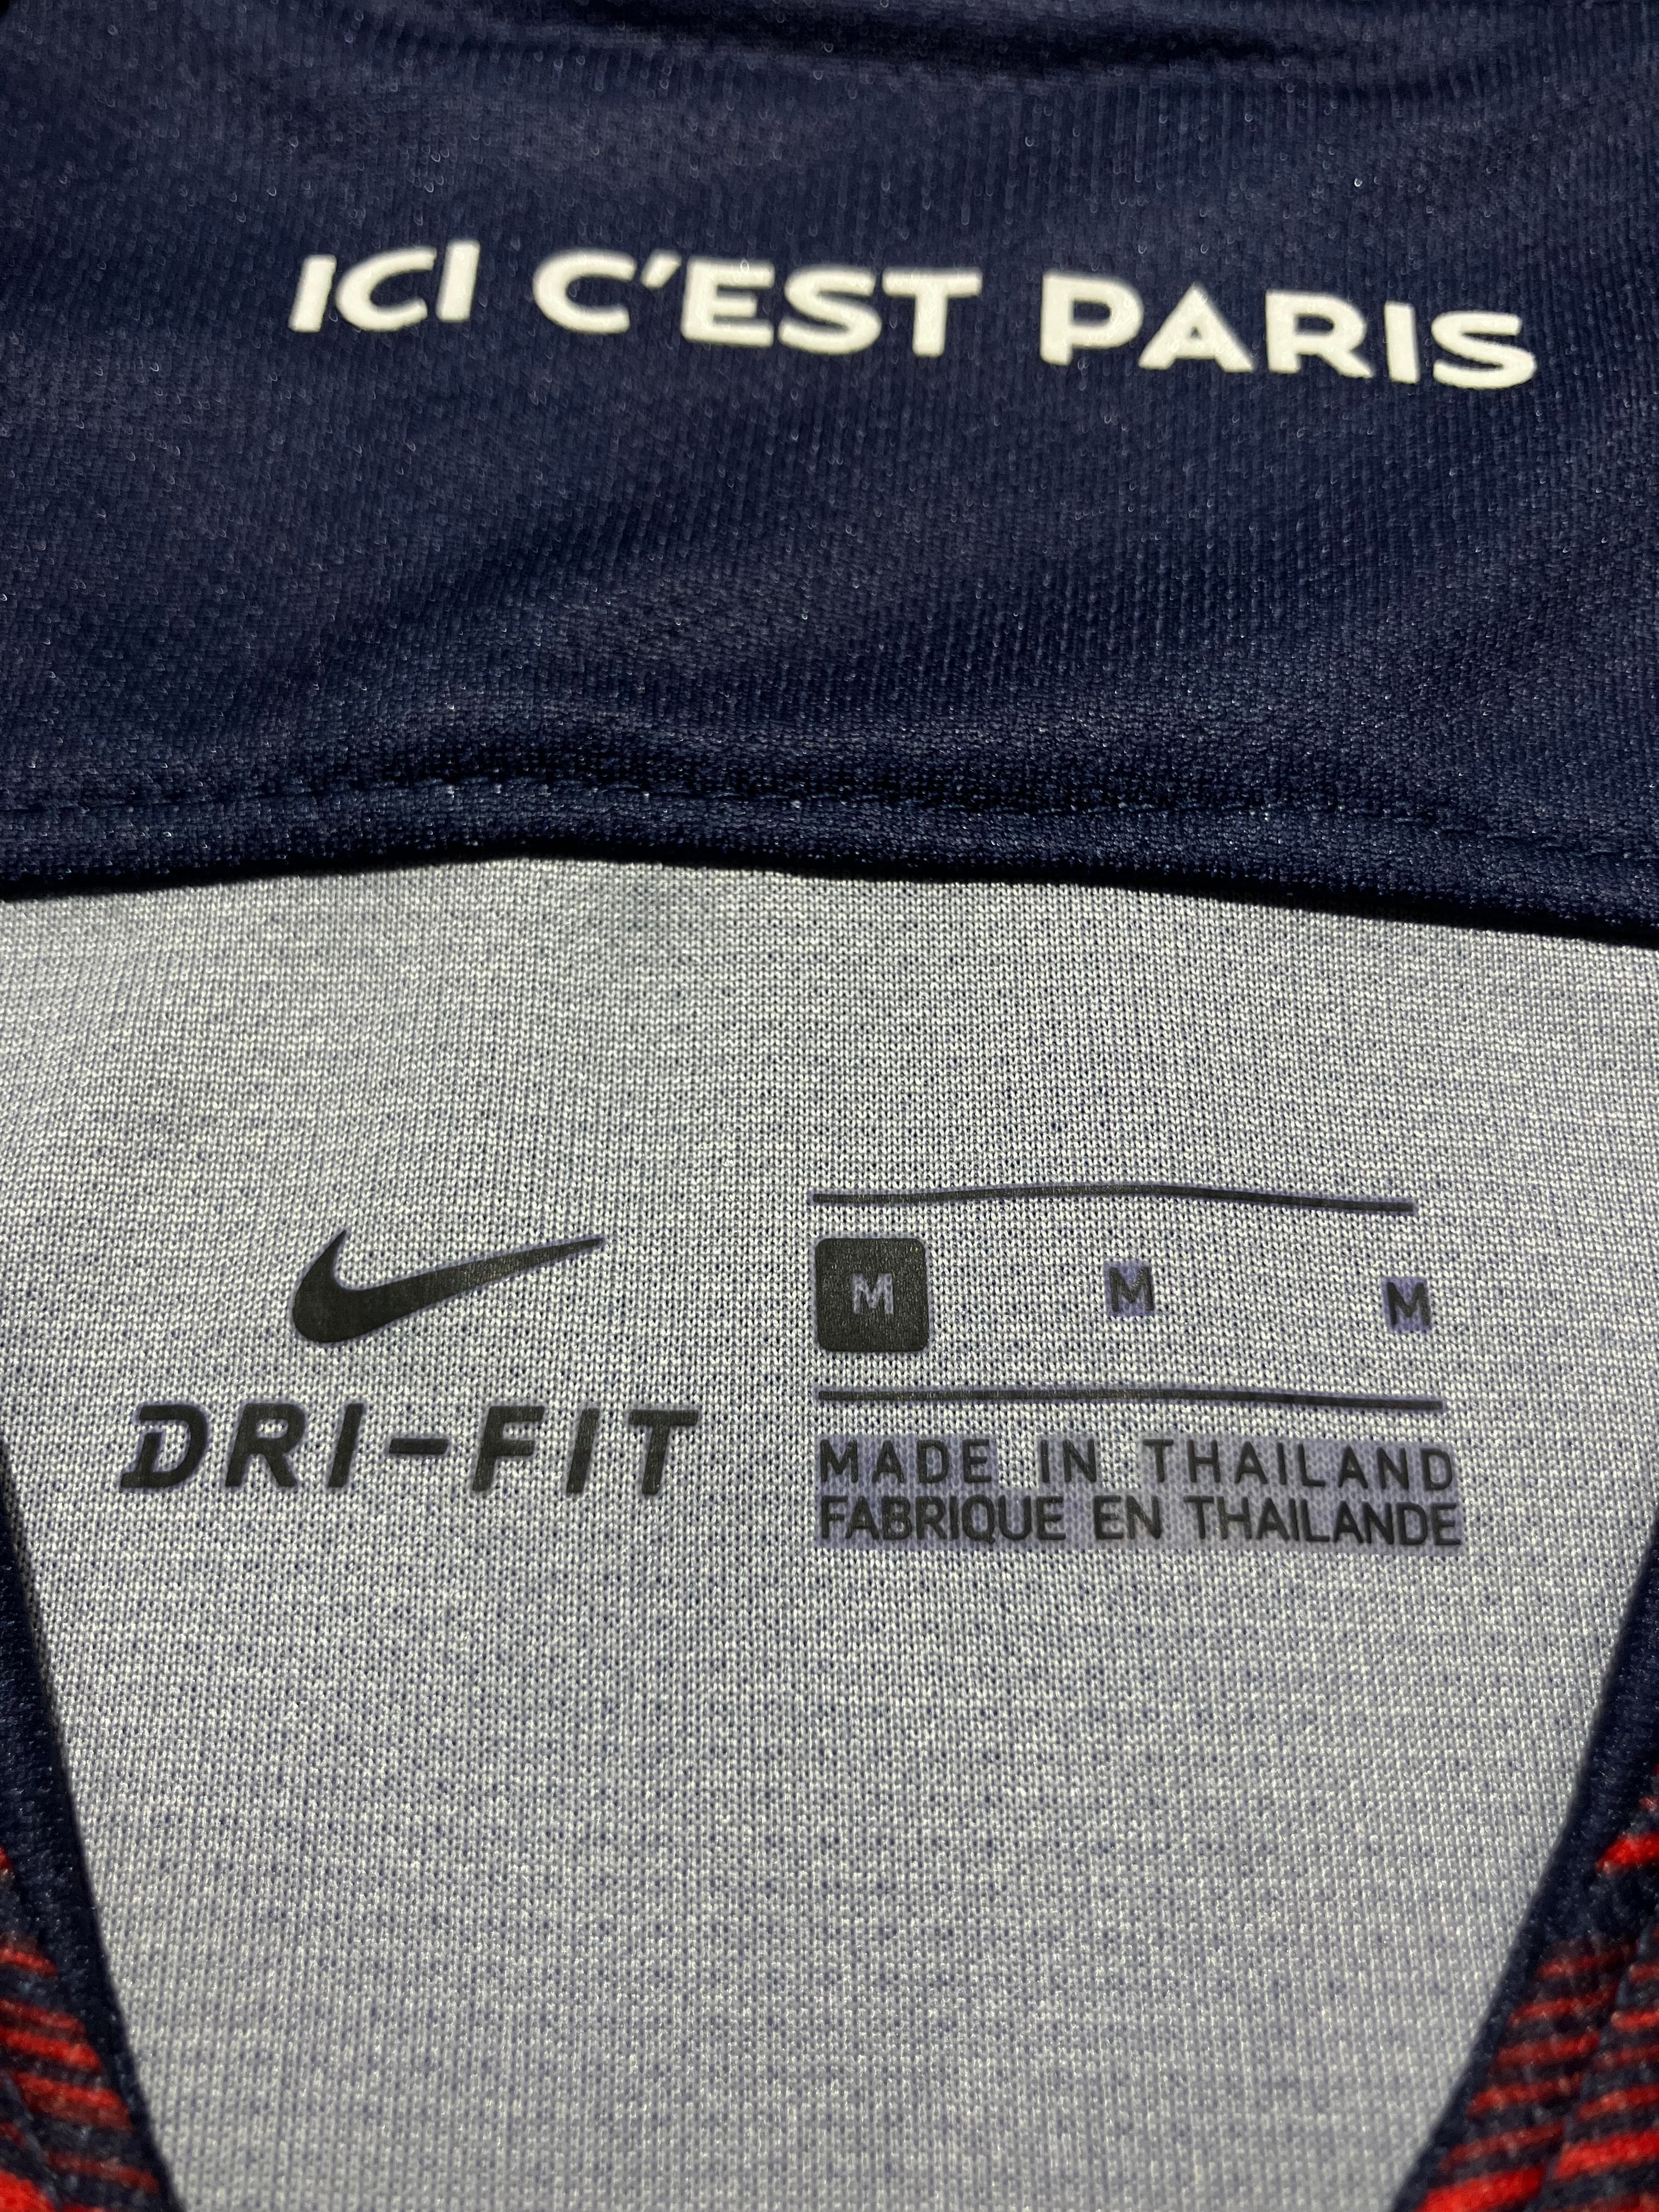 ICI C'EST PARIS
M M M
DRI-FIT
MADE IN THAILAND
FABRIQUE EN THAILANDE